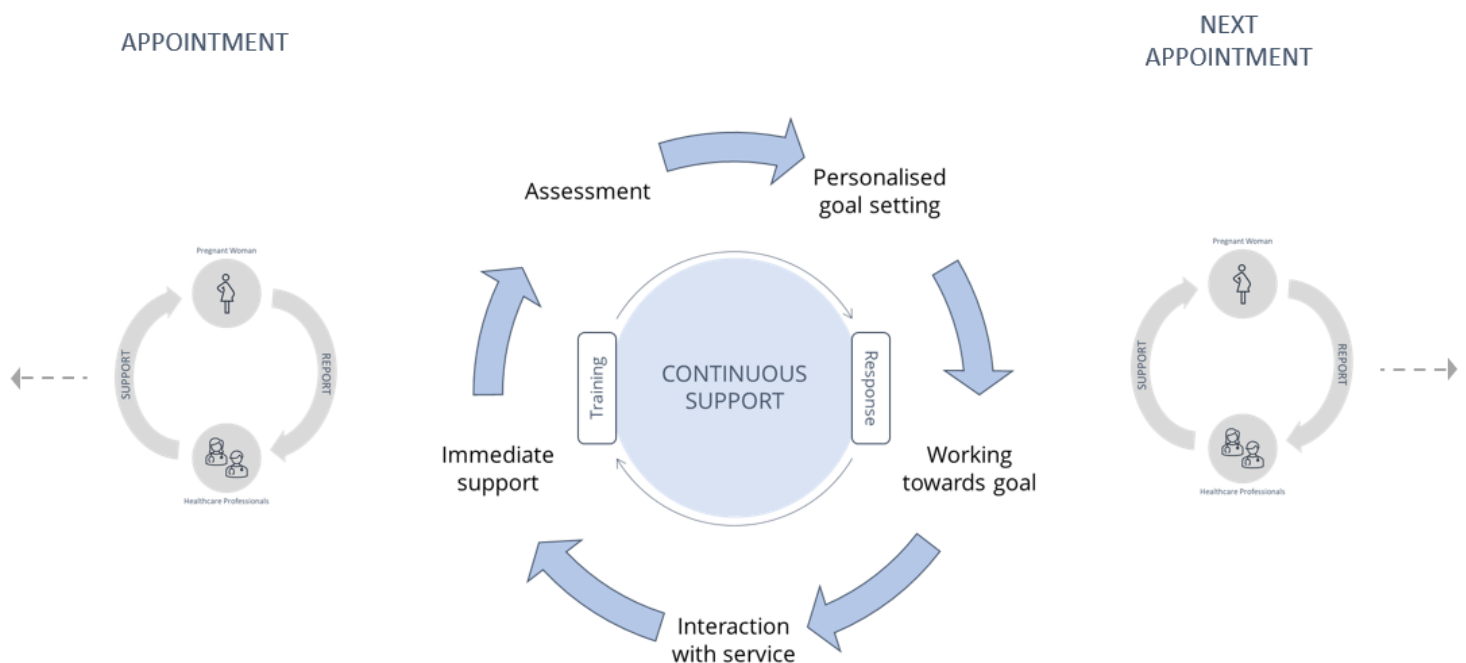 APPOINTMENT
NEXT
APPOINTMENT
Assessment
Personalised
goal setting
Pregnant Woman
SUPPORT
REPORT
Healthcare Professionals
Training
CONTINUOUS
SUPPORT
Response
Immediate
support
Working
towards goal
Interaction
with service
Pregnant Woman
SUPPORT
REPORT
Healthcare Professionals